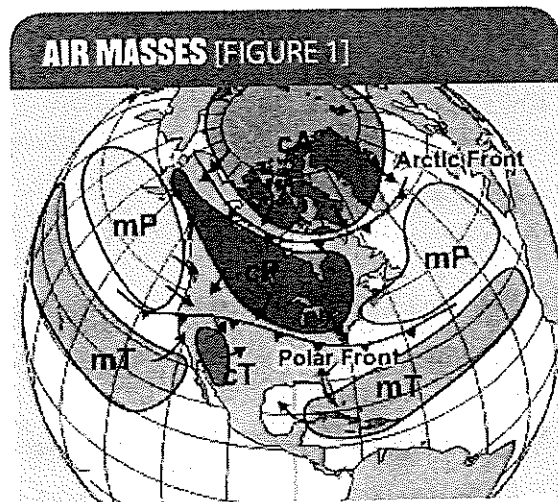 AIR MASSES [FIGURE 1]
cA
Arctic Front
mP
cP
mP
mT
cT
Polar Front
mT